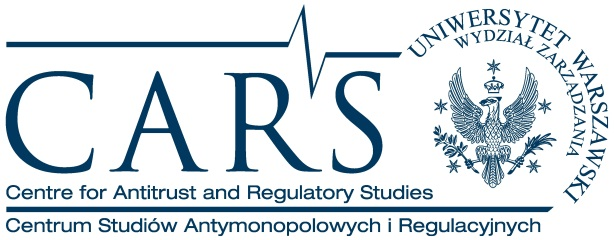 CARS
Centre for Antitrust and Regulatory Studies
Centrum Studiów Antymonopolowych i Regulacyjnych
UNIWERSYTET WARSZAWSKI
WYDZIAŁ ZARZĄDZANIA